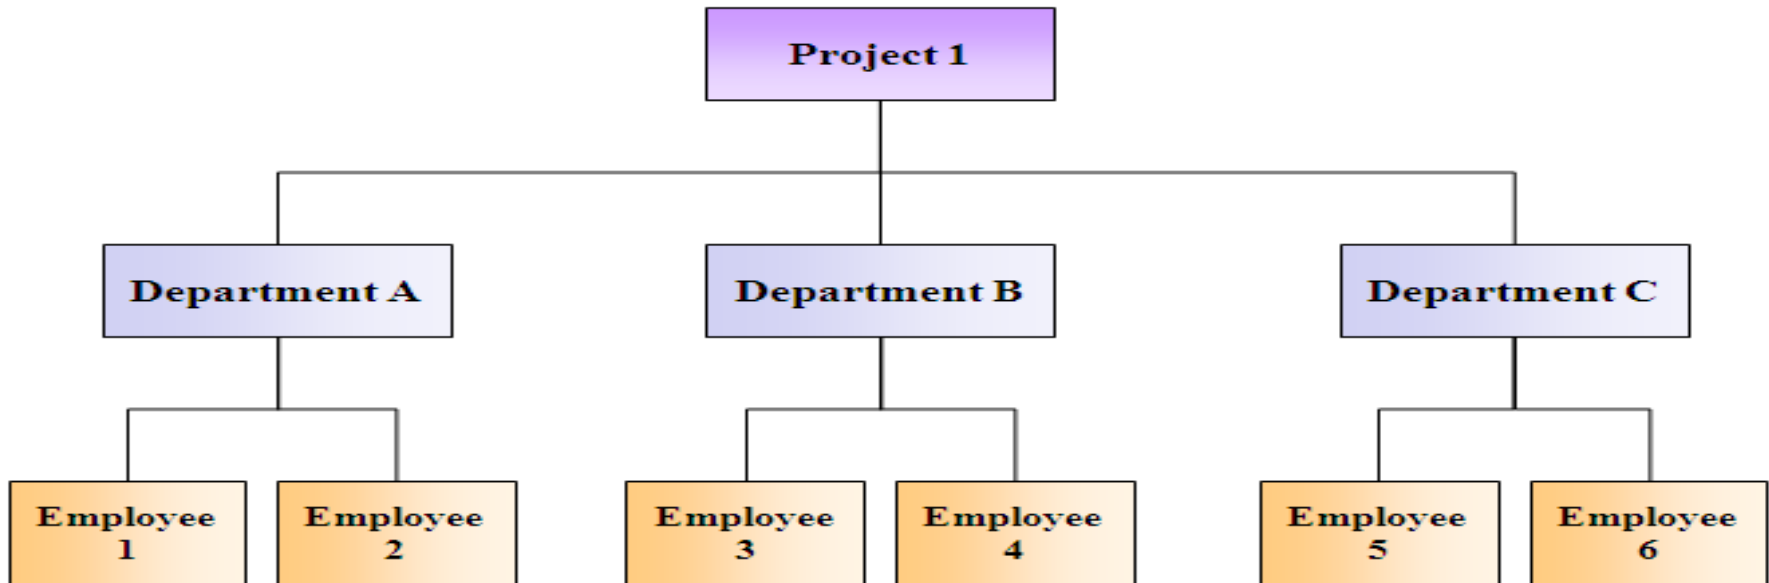 Project 1
Department A
Department B
Department C
Employee
1
Employee
2
Employee
3
Employee
4
Employee
5
Employee
6